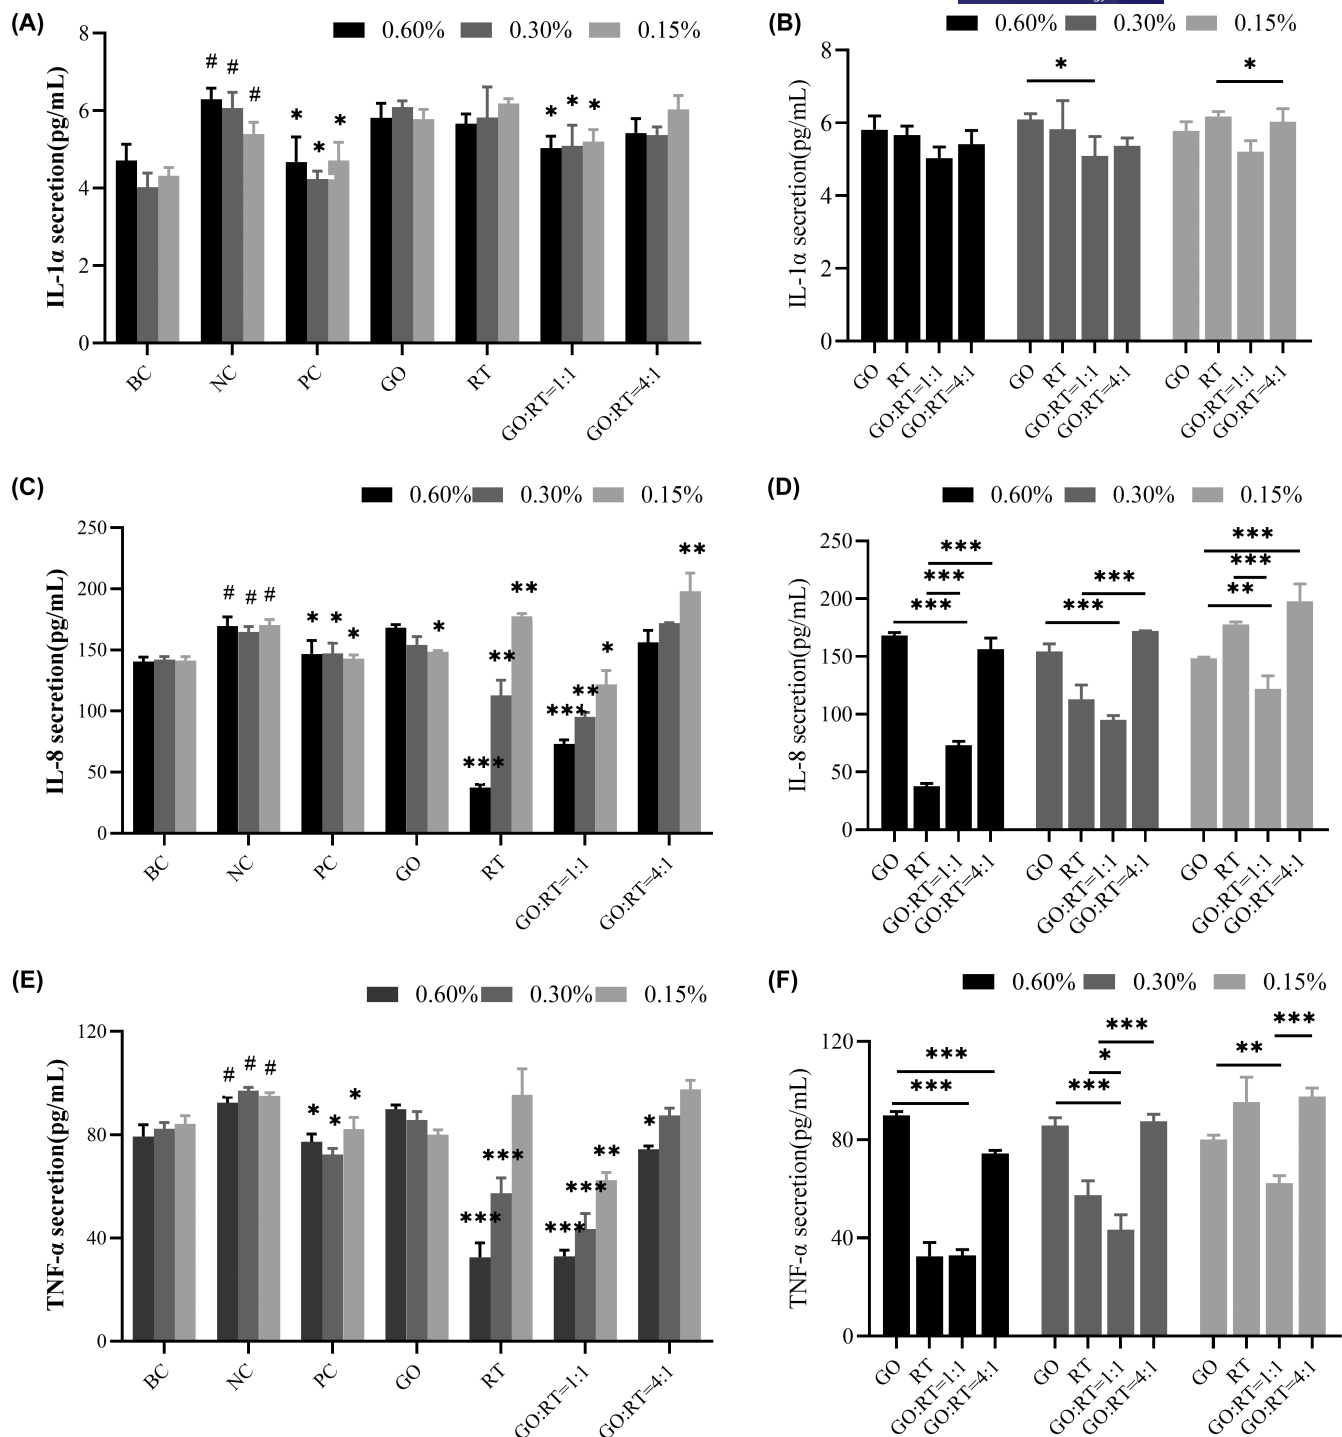 (A)
0.60% 0.30% 0.15%
IL-1α secretion(pg/mL)
8
6
4
2
0
# # #
* * *
* * *
BC NC PC GO RT GO:RT=1:1 GO:RT=4:1
(B)
0.60% 0.30% 0.15%
IL-1α secretion(pg/mL)
8
6
4
2
0
* *
GO RT GO:RT=1:1 GO:RT=4:1 GO RT GO:RT=1:1 GO:RT=4:1 GO RT GO:RT=1:1 GO:RT=4:1
(C)
0.60% 0.30% 0.15%
IL-8 secretion(pg/mL)
250
200
150
100
50
0
# # #
* * *
*
*** ** **
*** ** *
**
BC NC PC GO RT GO:RT=1:1 GO:RT=4:1
(D)
0.60% 0.30% 0.15%
IL-8 secretion(pg/mL)
250
200
150
100
50
0
***
***
***
***
***
***
***
**
GO RT GO:RT=1:1 GO:RT=4:1 GO RT GO:RT=1:1 GO:RT=4:1 GO RT GO:RT=1:1 GO:RT=4:1
(E)
0.60% 0.30% 0.15%
TNF-α secretion(pg/mL)
120
80
40
0
# # #
* * *
*** ***
*** *** **
*
BC NC PC GO RT GO:RT=1:1 GO:RT=4:1
(F)
0.60% 0.30% 0.15%
TNF-α secretion(pg/mL)
120
80
40
0
***
***
***
*
***
***
**
GO RT GO:RT=1:1 GO:RT=4:1 GO RT GO:RT=1:1 GO:RT=4:1 GO RT GO:RT=1:1 GO:RT=4:1